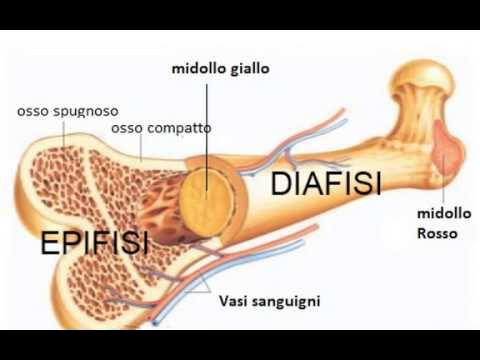 midollo giallo
osso spugnoso
osso compatto
DIAFISI
EPIFISI
midollo
Rosso
Vasi sanguigni